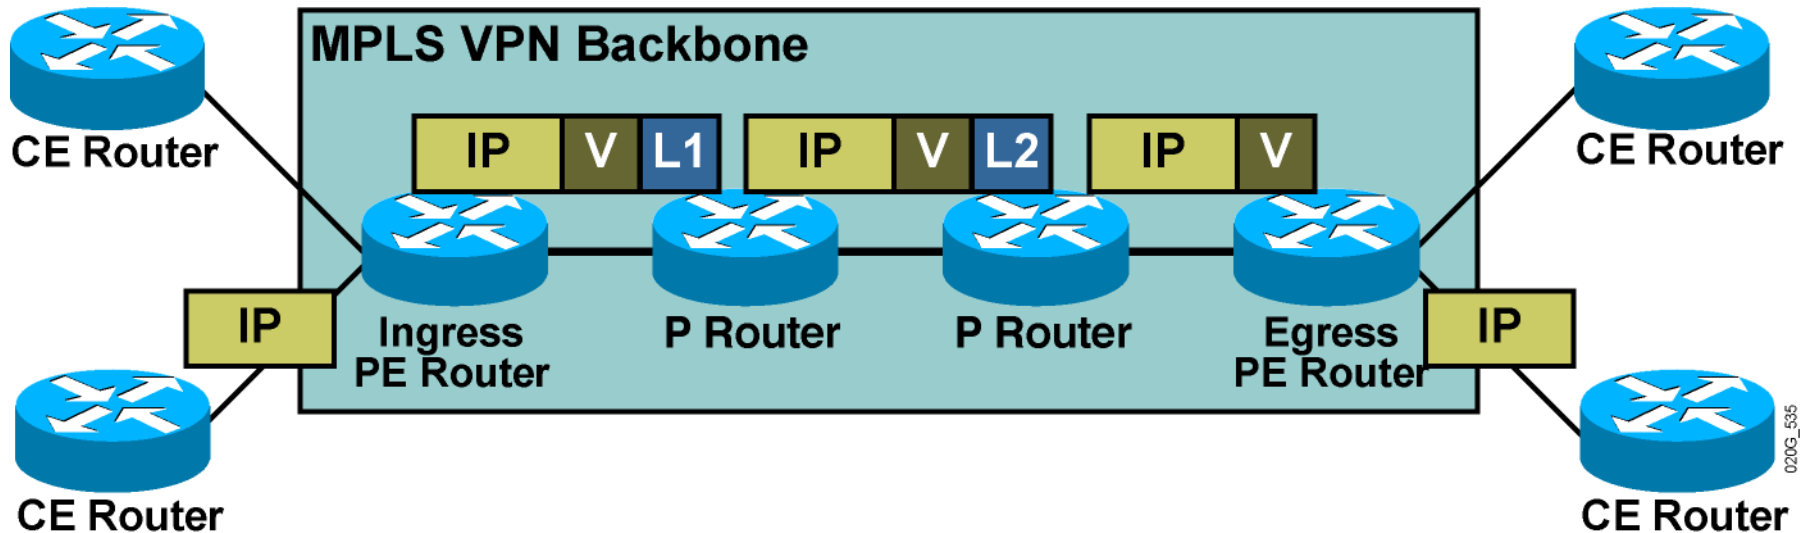 MPLS VPN Backbone
CE Router
CE Router
IP V L1
IP V L2
IP V
IP
Ingress
PE Router
P Router
P Router
Egress
PE Router
IP
CE Router
CE Router
020G_535